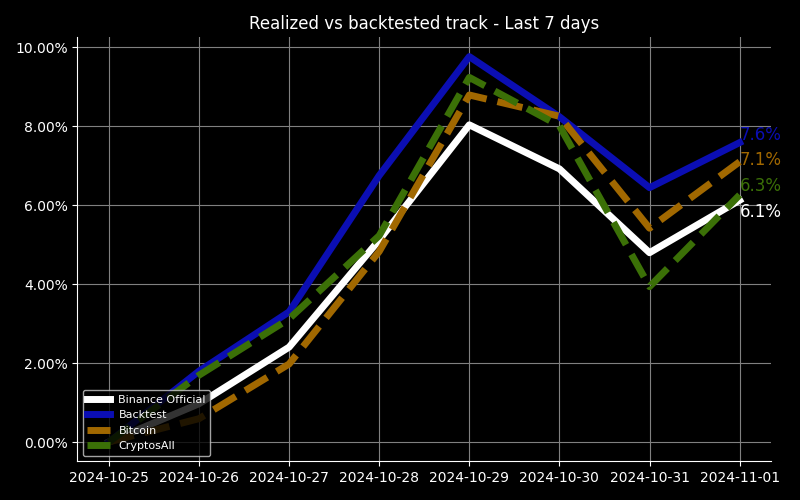 Realized vs backtested track - Last 7 days
10.00%
8.00%
6.00%
4.00%
2.00%
0.00%
7.6%
7.1%
6.3%
6.1%
Binance Official
Backtest
Bitcoin
CryptosAll
2024-10-25 2024-10-26 2024-10-27 2024-10-28 2024-10-29 2024-10-30 2024-10-31 2024-11-01